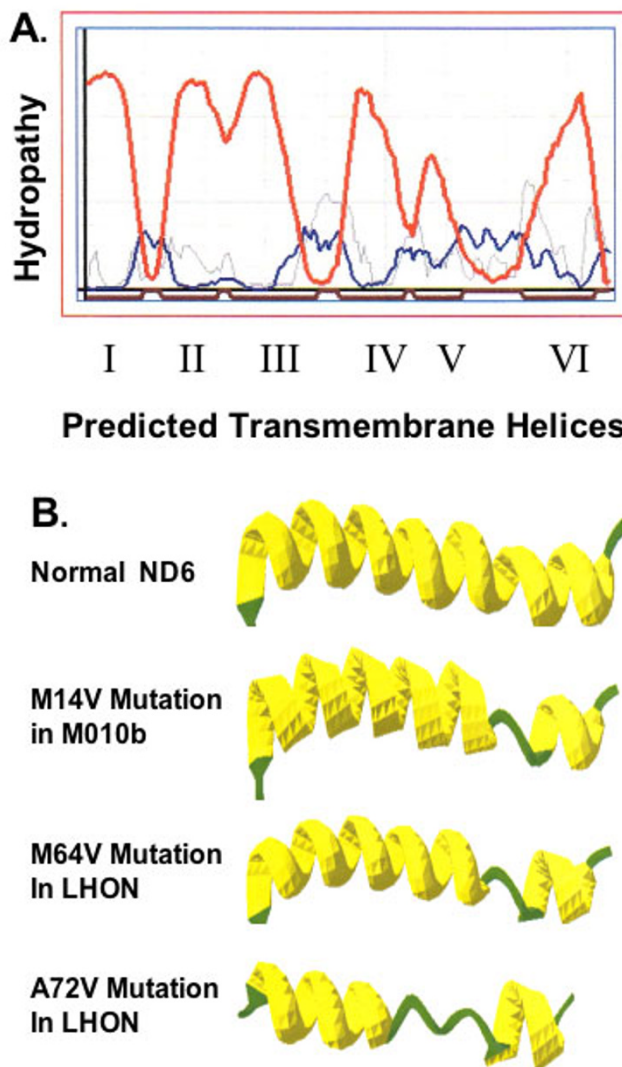 A.
Hydropathy
I II III IV V VI
Predicted Transmembrane Helices
B.
Normal ND6
M14V Mutation
in M010b
M64V Mutation
In LHON
A72V Mutation
In LHON